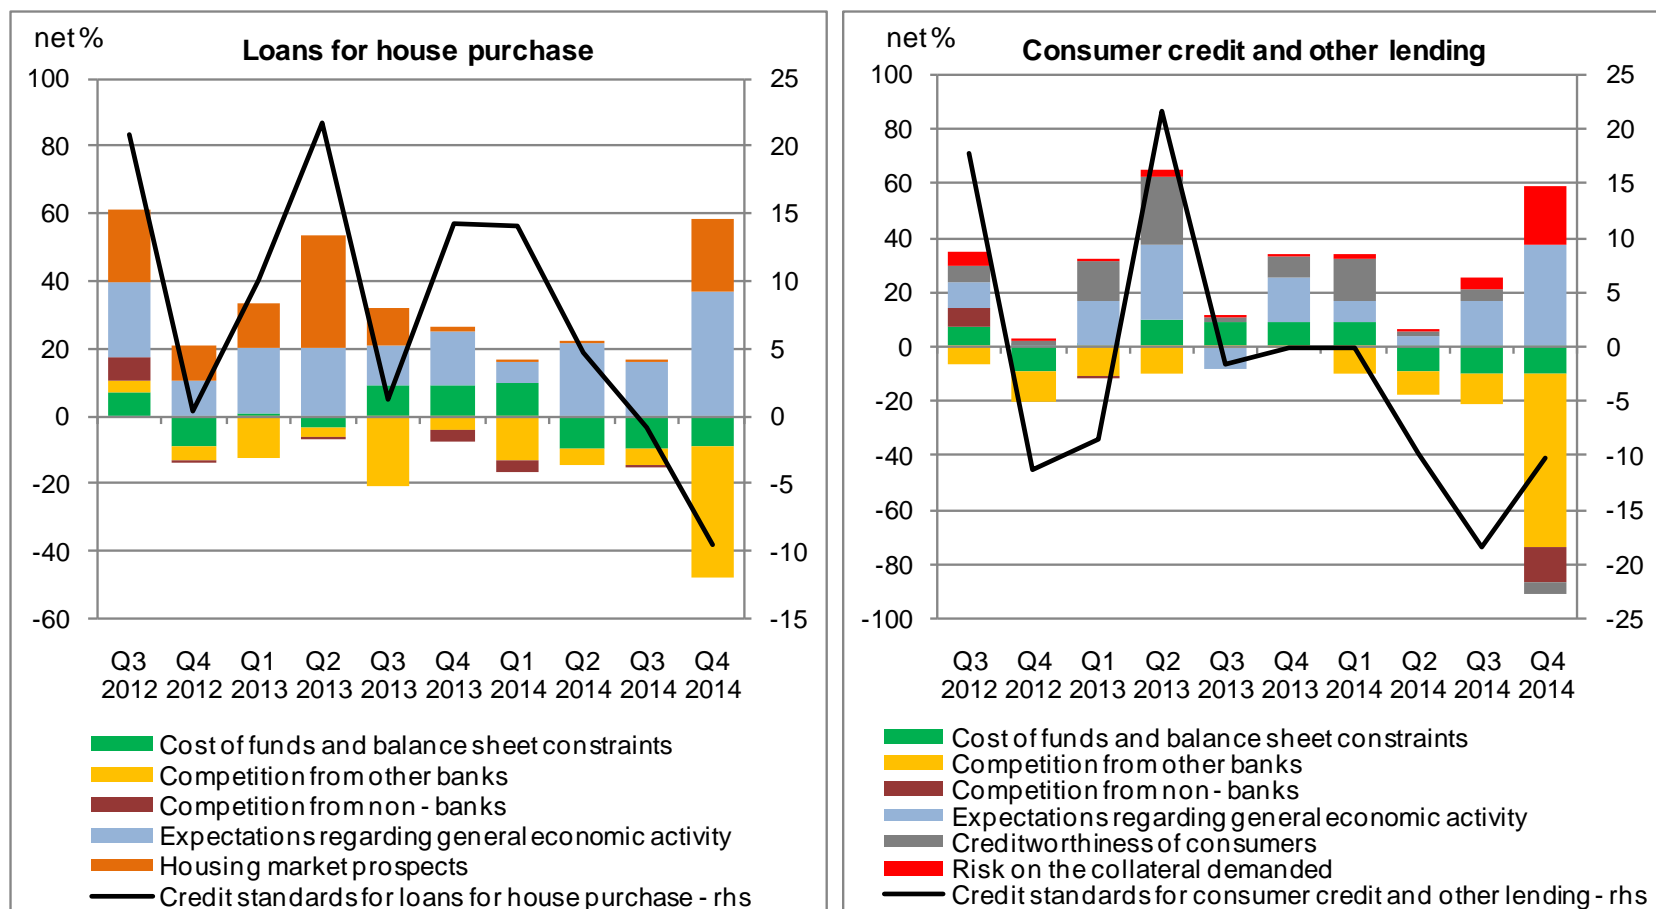 net %
Loans for house purchase
100
80
60
40
20
0
-20
-40
-60
25
20
15
10
5
0
-5
-10
-15
Q3 Q4 Q1 Q2 Q3 Q4 Q1 Q2 Q3 Q4
2012 2012 2013 2013 2013 2013 2014 2014 2014 2014
Cost of funds and balance sheet constraints
Competition from other banks
Competition from non - banks
Expectations regarding general economic activity
Housing market prospects
Credit standards for loans for house purchase - rhs
net %
Consumer credit and other lending
100
80
60
40
20
0
-20
-40
-60
-80
-100
25
20
15
10
5
0
-5
-10
-15
-20
-25
Q3 Q4 Q1 Q2 Q3 Q4 Q1 Q2 Q3 Q4
2012 2012 2013 2013 2013 2013 2014 2014 2014 2014
Cost of funds and balance sheet constraints
Competition from other banks
Competition from non - banks
Expectations regarding general economic activity
Creditworthiness of consumers
Risk on the collateral demanded
Credit standards for consumer credit and other lending - rhs